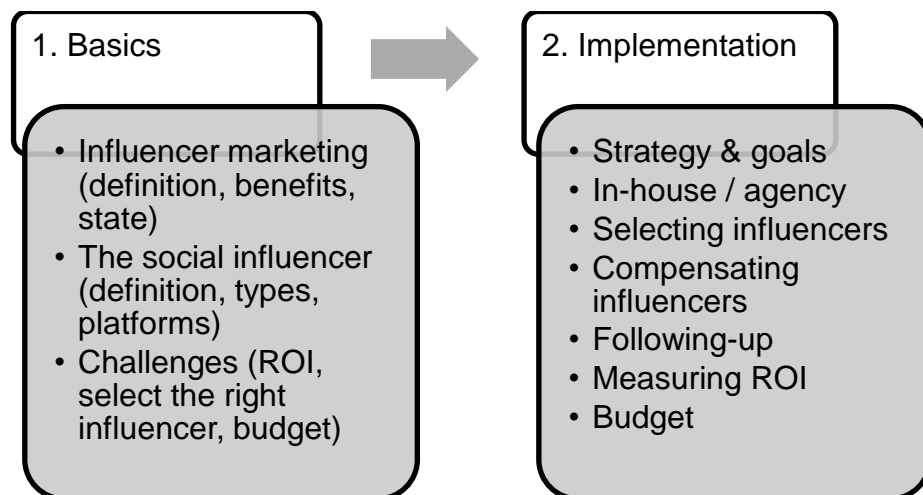 1. Basics
• Influencer marketing
(definition, benefits,
state)
• The social influencer
(definition, types,
platforms)
• Challenges (ROI,
select the right
influencer, budget)
2. Implementation
• Strategy & goals
• In-house / agency
• Selecting influencers
• Compensating
influencers
• Following-up
• Measuring ROI
• Budget